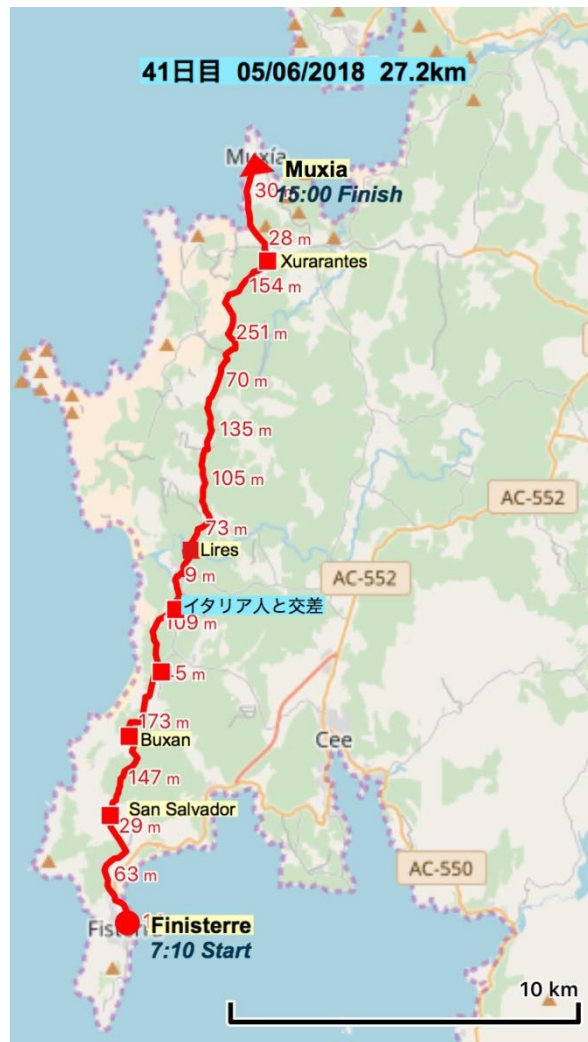 41日目 05/06/2018 27.2km
Muxía
Muxia
30
15:00 Finish
28 m
Xurarantes
154 m
251 m
70 m
135 m
105 m
AC-552
73 m
Lires
9 m
AC-552
イタリア人と交差
109 m
45 m
173 m
Buxan
Cee
147 m
San Salvador
29 m
AC-550
63 m
Finisterre
7:10 Start
10 km